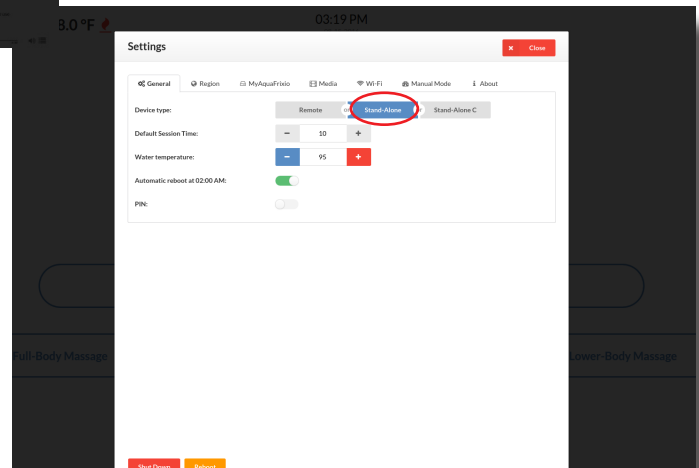 8.0 °F
03:19 PM
Settings
× Close
General Region MyAquaFrixio Media Wi-Fi Manual Mode i About
Device type: Remote or Stand-Alone Stand-Alone C
Default Session Time: − 10 +
Water temperature: − 95 +
Automatic reboot at 02:00 AM:
PIN:
Full-Body Massage
Lower-Body Massage
Shut Down Reboot